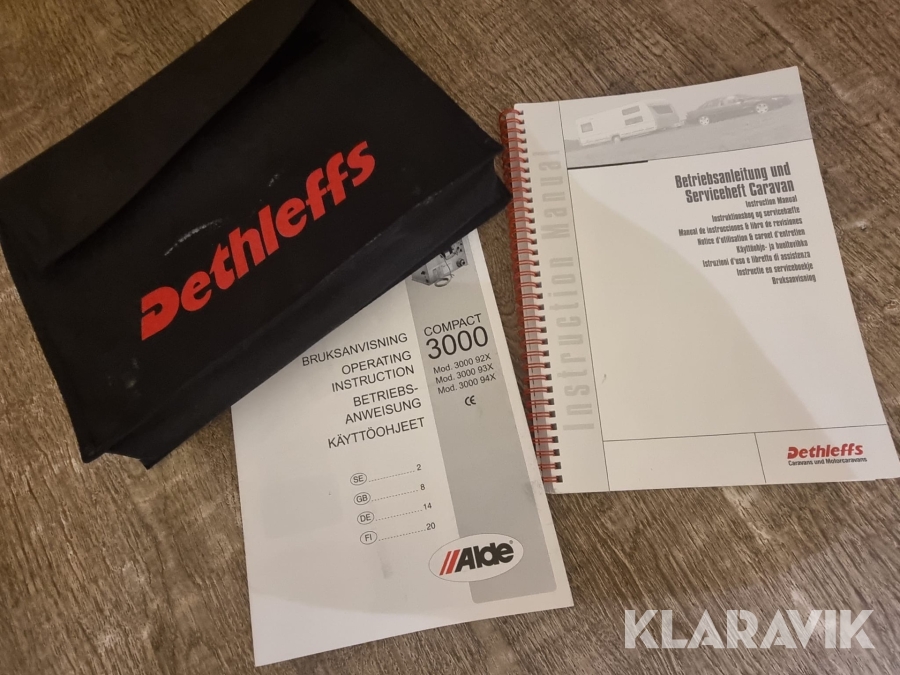 Dethleffs
BRUKSANVISNING
OPERATING
INSTRUCTION
BETRIEBS-
ANWEISUNG
KÄYTTÖOHJEET
COMPACT
3000
Mod. 3000 92X
Mod. 3000 93X
Mod. 3000 94X
CE
SE ................ 2
GB ................ 8
DE ................ 14
FI ................ 20
Alde®
Instruction Manual
Betriebsanleitung und
Serviceheft Caravan
Instruction Manual
Instruktionsbog og servicehæfte
Manual de instrucciones & libro de revisiones
Notice d'utilisation & carnet d'entretien
Käyttöohje- ja huoltovihko
Istruzioni d'uso e libretto di assistenza
Instructie en serviceboekje
Bruksanvisning
Dethleffs
Caravans und Motorcaravans
KLARAVIK